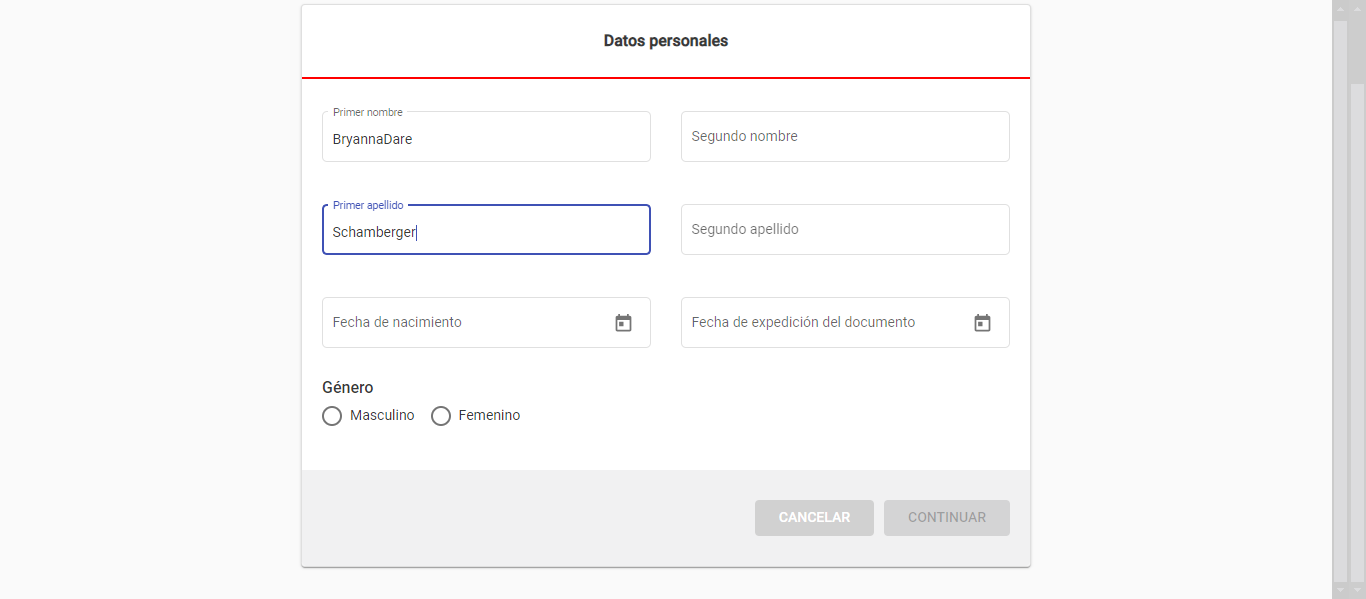 Datos personales
Primer nombre
BryannaDare
Segundo nombre
Primer apellido
Schamberger
Segundo apellido
Fecha de nacimiento
Fecha de expedición del documento
Género
Masculino Femenino
CANCELAR CONTINUAR